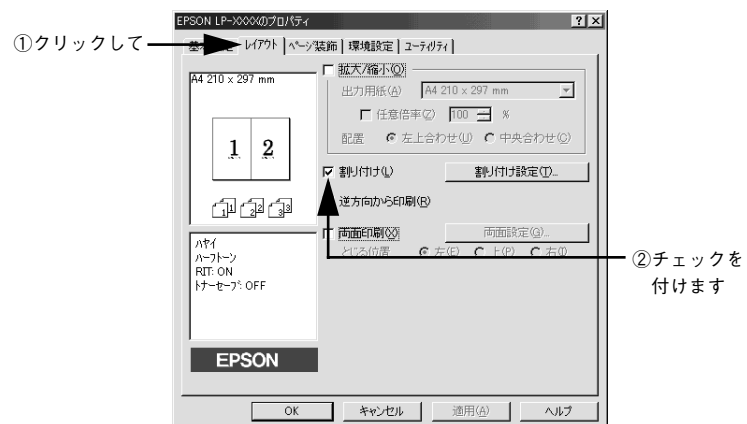 EPSON LP-XXXXのプロパティ
①クリックして
レイアウト ページ装飾 環境設定 ユーティリティ
A4 210 x 297 mm
1 2
1 2 3
拡大/縮小(O)
出力用紙(A) A4 210 x 297 mm
任意倍率(Z) 100 %
配置 左上合わせ(U) 中央合わせ(C)
割り付け(L) 割り付け設定(T)...
逆方向から印刷(R)
両面印刷(X) 両面設定(G)...
とじる位置 左(E) 上(P) 右(I)
②チェックを
付けます
ハヤイ
ハーフトーン
RIT: ON
トナーセーブ: OFF
EPSON
OK キャンセル 適用(A) ヘルプ